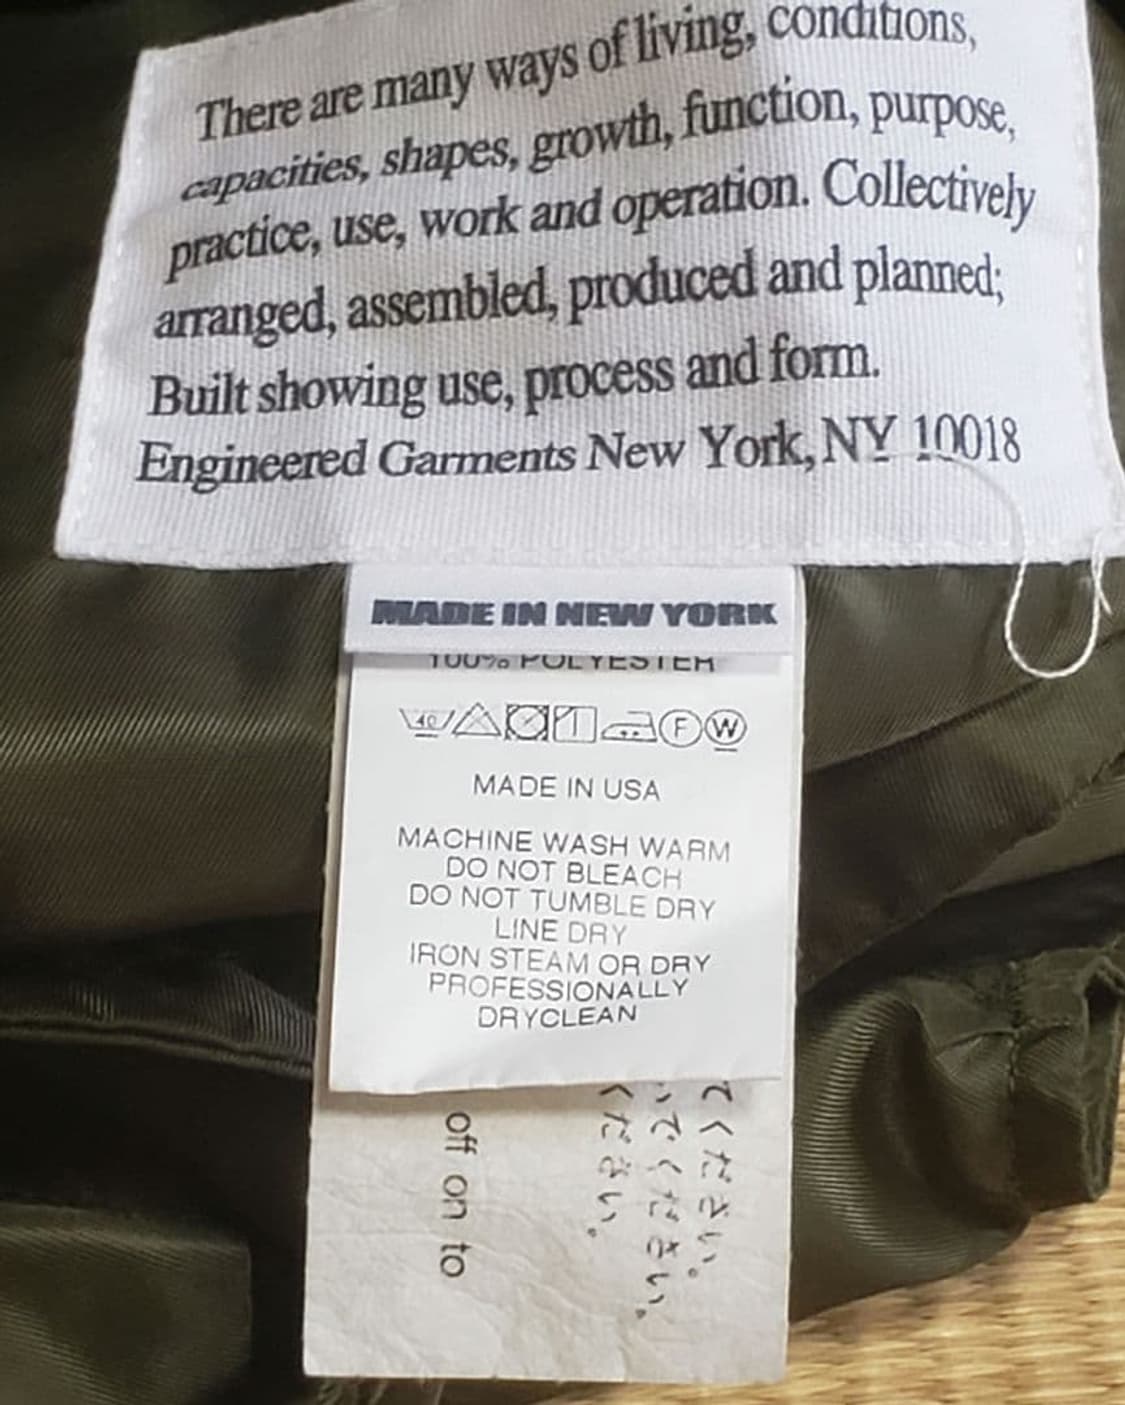 There are many ways of living, conditions,
capacities, shapes, growth, function, purpose,
practice, use, work and operation. Collectively
arranged, assembled, produced and planned;
Built showing use, process and form.
Engineered Garments New York, NY 10018
MADE IN NEW YORK
100% POLYESTER
40
F W
MADE IN USA
MACHINE WASH WARM
DO NOT BLEACH
DO NOT TUMBLE DRY
LINE DRY
IRON STEAM OR DRY
PROFESSIONALLY
DRYCLEAN
てください。
いでください。
ください。
off on to